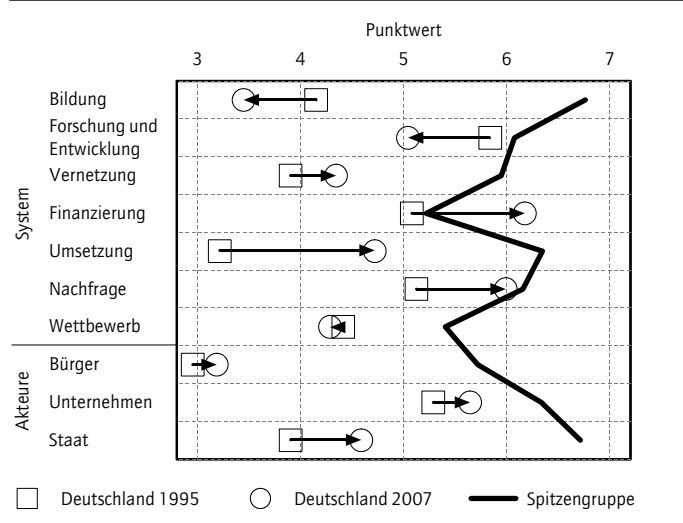 Punktwert
3 4 5 6 7
System
Bildung
Forschung und
Entwicklung
Vernetzung
Finanzierung
Umsetzung
Nachfrage
Wettbewerb
Akteure
Bürger
Unternehmen
Staat
Deutschland 1995 Deutschland 2007 Spitzengruppe